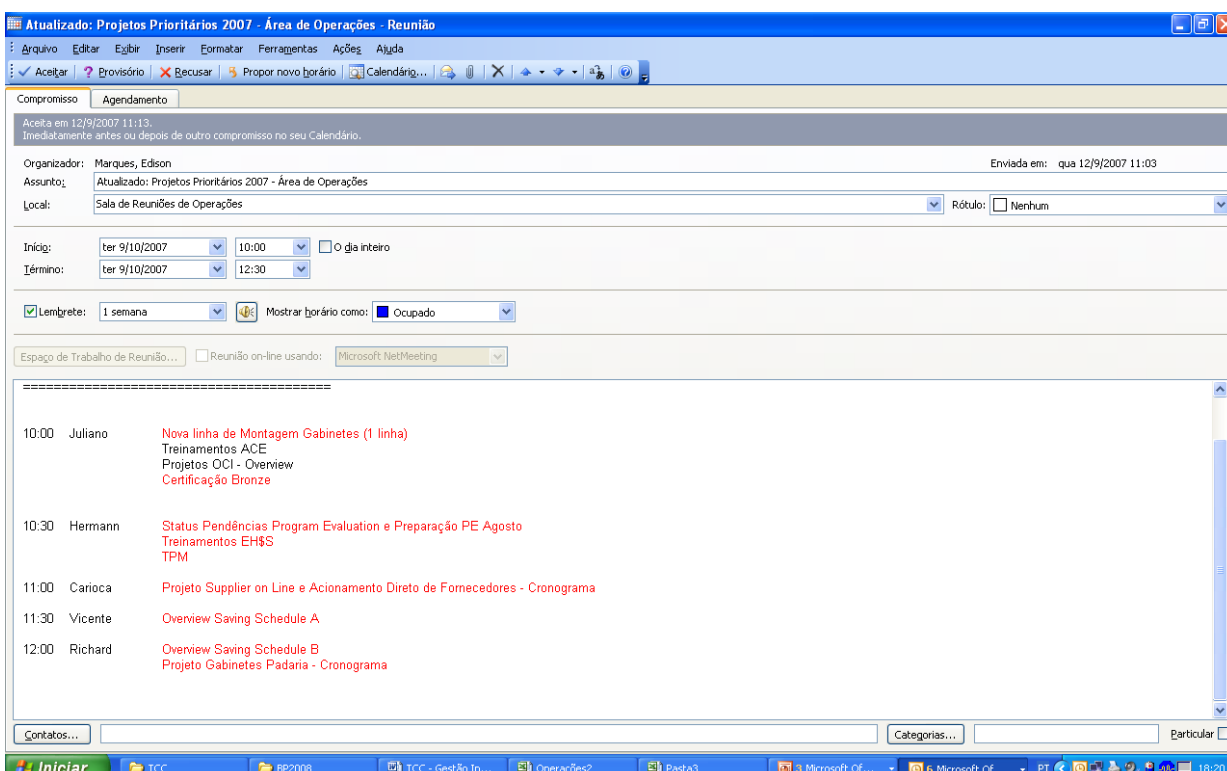 Atualizado: Projetos Prioritários 2007 - Área de Operações - Reunião
Arquivo Editar Exibir Inserir Formatar Ferramentas Ações Ajuda
Aceitar ? Provisório Recusar Propor novo horário Calendário...
Compromisso Agendamento
Aceita em 12/9/2007 11:13.
Imediatamente antes ou depois de outro compromisso no seu Calendário.
Organizador: Marques, Edison Enviada em: qua 12/9/2007 11:03
Assunto: Atualizado: Projetos Prioritários 2007 - Área de Operações
Local: Sala de Reuniões de Operações Rótulo: Nenhum
Início: ter 9/10/2007 10:00 O dia inteiro
Término: ter 9/10/2007 12:30
Lembrete: 1 semana Mostrar horário como: Ocupado
Espaço de Trabalho de Reunião... Reunião on-line usando: Microsoft NetMeeting
========================================
10:00 Juliano Nova linha de Montagem Gabinetes (1 linha)
Treinamentos ACE
Projetos OCI - Overview
Certificação Bronze
10:30 Hermann Status Pendências Program Evaluation e Preparação PE Agosto
Treinamentos EH$S
TPM
11:00 Carioca Projeto Supplier on Line e Acionamento Direto de Fornecedores - Cronograma
11:30 Vicente Overview Saving Schedule A
12:00 Richard Overview Saving Schedule B
Projeto Gabinetes Padaria - Cronograma
Contatos... Categorias... Particular
Iniciar TCC BP2008 TCC - Gestão In... Operações2 Pasta3 3 Microsoft Of... 6 Microsoft Of... PT 18:20